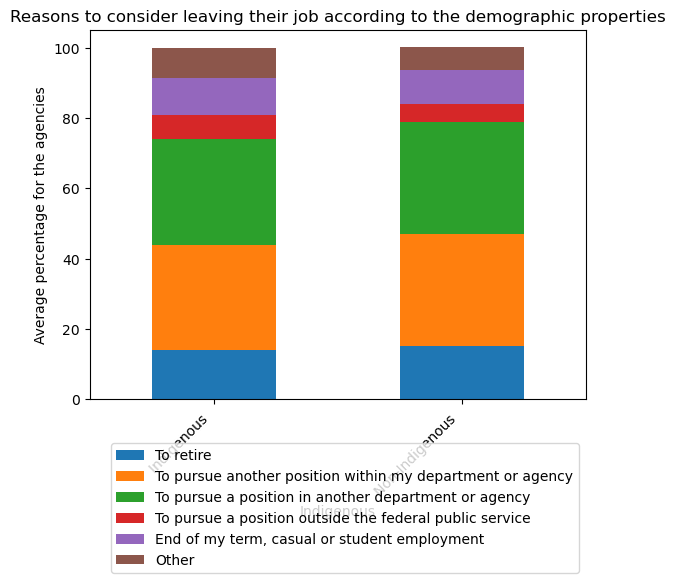 Reasons to consider leaving their job according to the demographic properties
Average percentage for the agencies
100
80
60
40
20
0
Indigenous
Non-Indigenous
Indigenous
To retire
To pursue another position within my department or agency
To pursue a position in another department or agency
To pursue a position outside the federal public service
End of my term, casual or student employment
Other